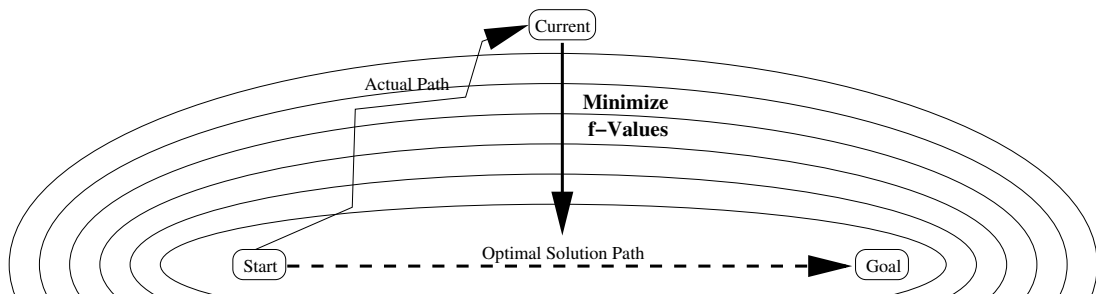 Current
Actual Path
Minimize
f−Values
Optimal Solution Path
Start
Goal